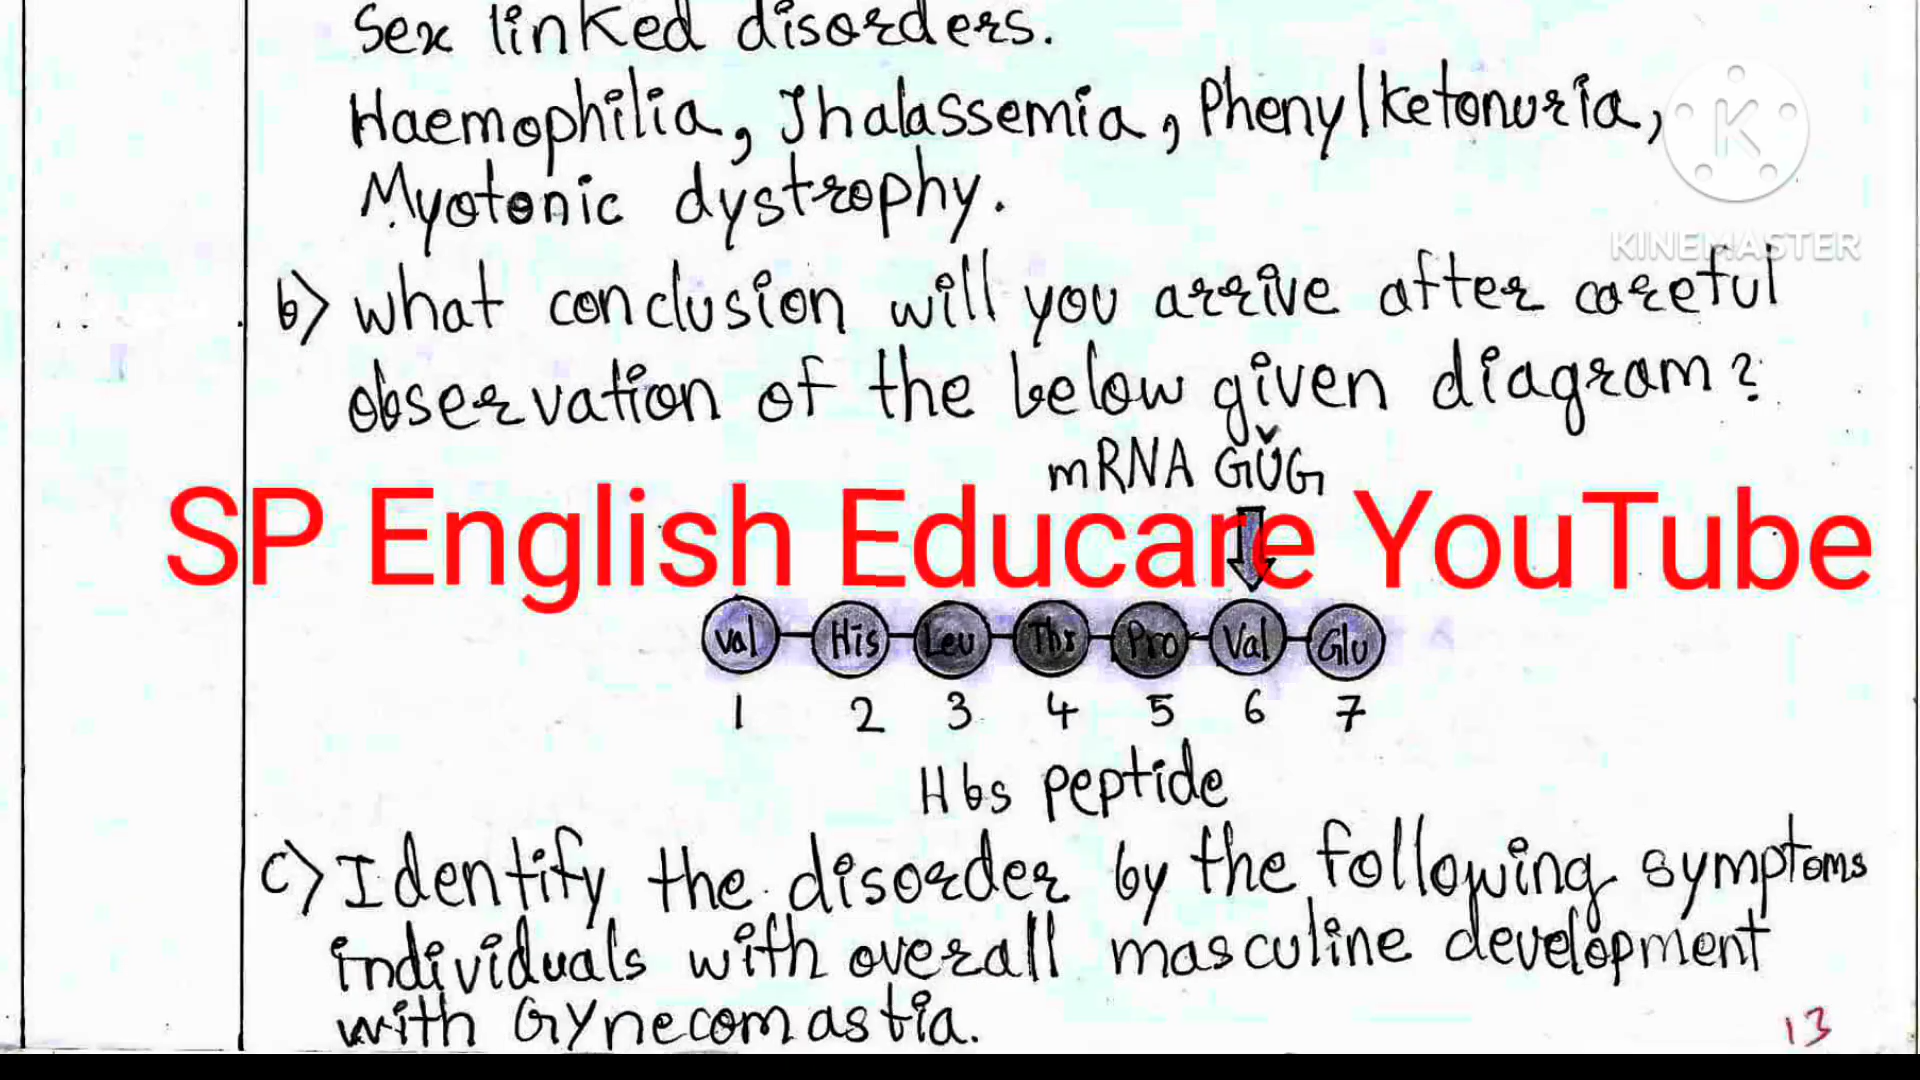 Sex linked disorders.
Haemophilia, Thalassemia, Phenylketonuria,
Myotonic dystrophy.
KINEMASTER
b) What conclusion will you arrive after careful
observation of the below given diagram?
mRNA GUG
SP English Educare YouTube
Val His Leu Thr Pro Val Glu
1 2 3 4 5 6 7
Hbs peptide
c) Identify the disorder by the following symptoms
individuals with overall masculine development
with Gynecomastia.
13